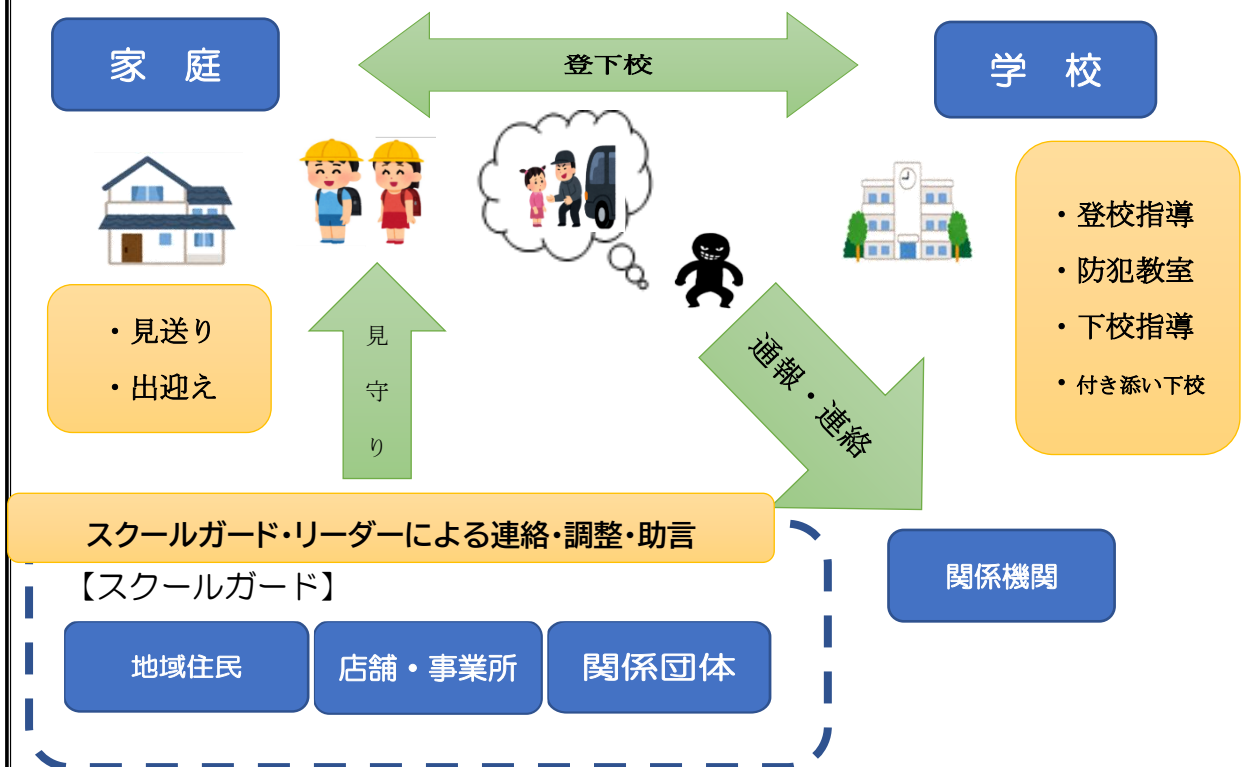 家　庭
登下校
学　校
・見送り
・出迎え
・登校指導
・防犯教室
・下校指導
・付き添い下校
見守り
通報・連絡
スクールガード・リーダーによる連絡・調整・助言
【スクールガード】
地域住民
店舗・事業所
関係団体
関係機関